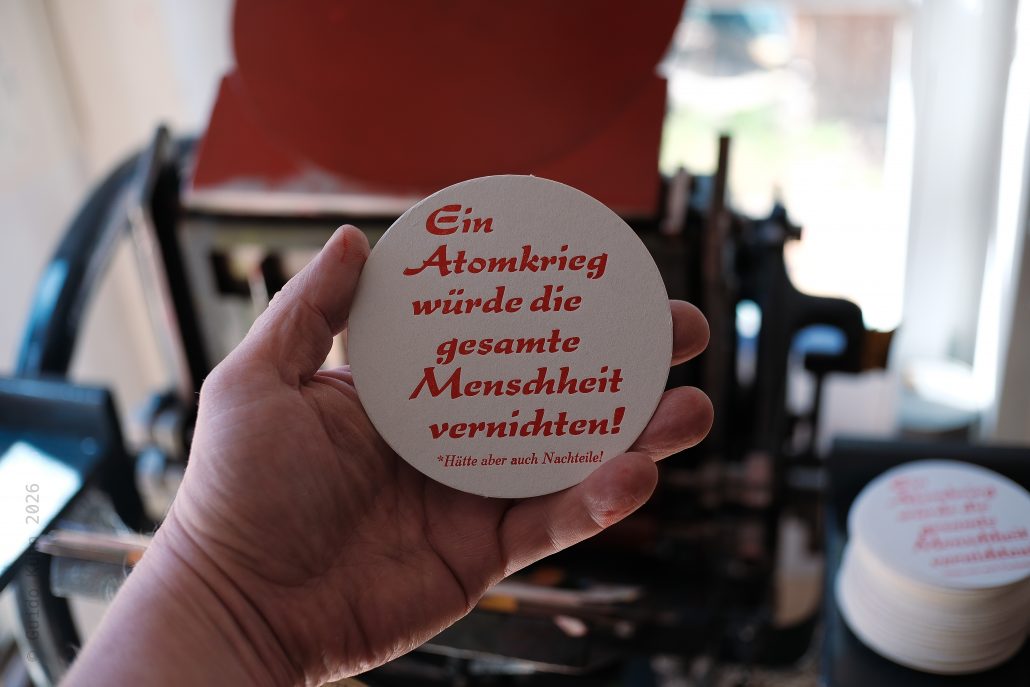 Ein
Atomkrieg
würde die
gesamte
Menschheit
vernichten!
*Hätte aber auch Nachteile!